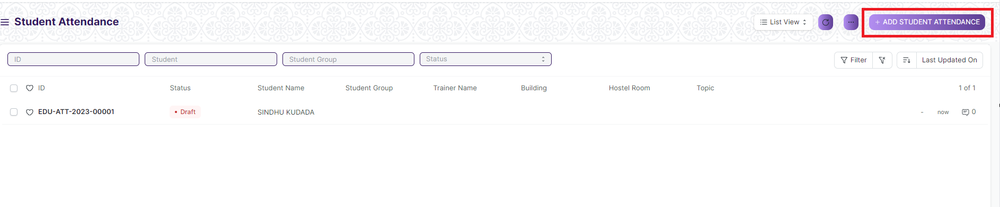 Student Attendance
List View
+ ADD STUDENT ATTENDANCE
ID
Student
Student Group
Status
Filter
Last Updated On
ID Status Student Name Student Group Trainer Name Building Hostel Room Topic 1 of 1
EDU-ATT-2023-00001 Draft SINDHU KUDADA - now 0